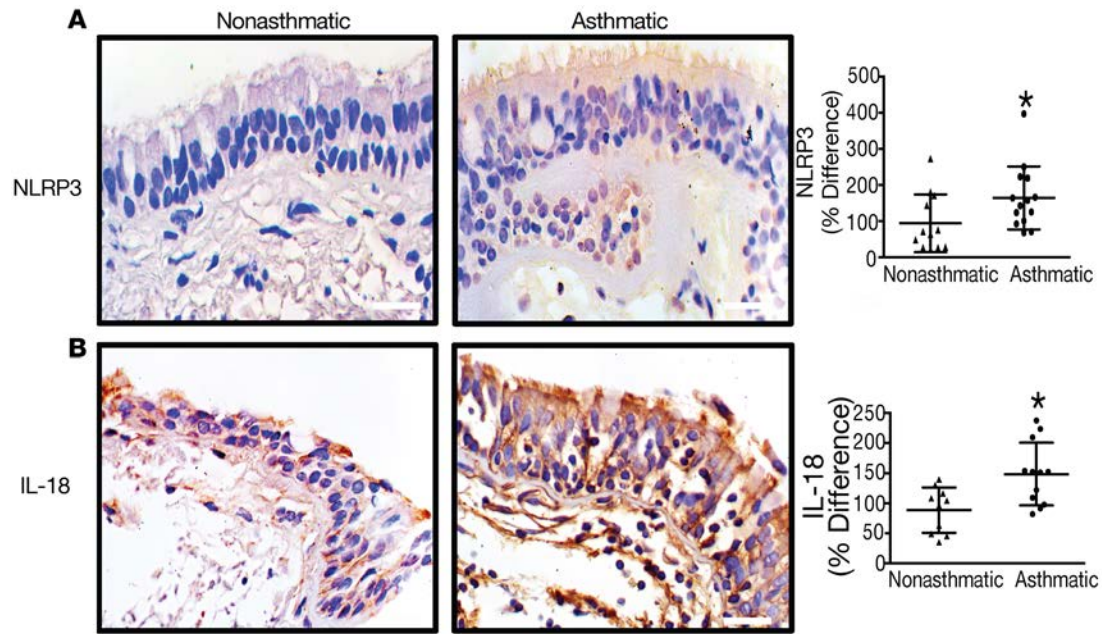 A
Nonasthmatic
Asthmatic
NLRP3
NLRP3
(% Difference)
500
400
300
200
100
0
*
Nonasthmatic Asthmatic
B
IL-18
IL-18
(% Difference)
250
200
150
100
50
0
*
Nonasthmatic Asthmatic